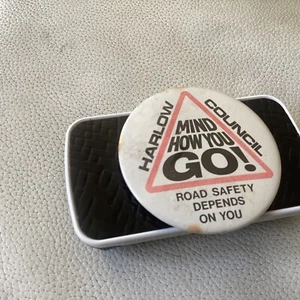 HARLOW COUNCIL
MIND
HOW YOU
GO!
ROAD SAFETY
DEPENDS
ON YOU